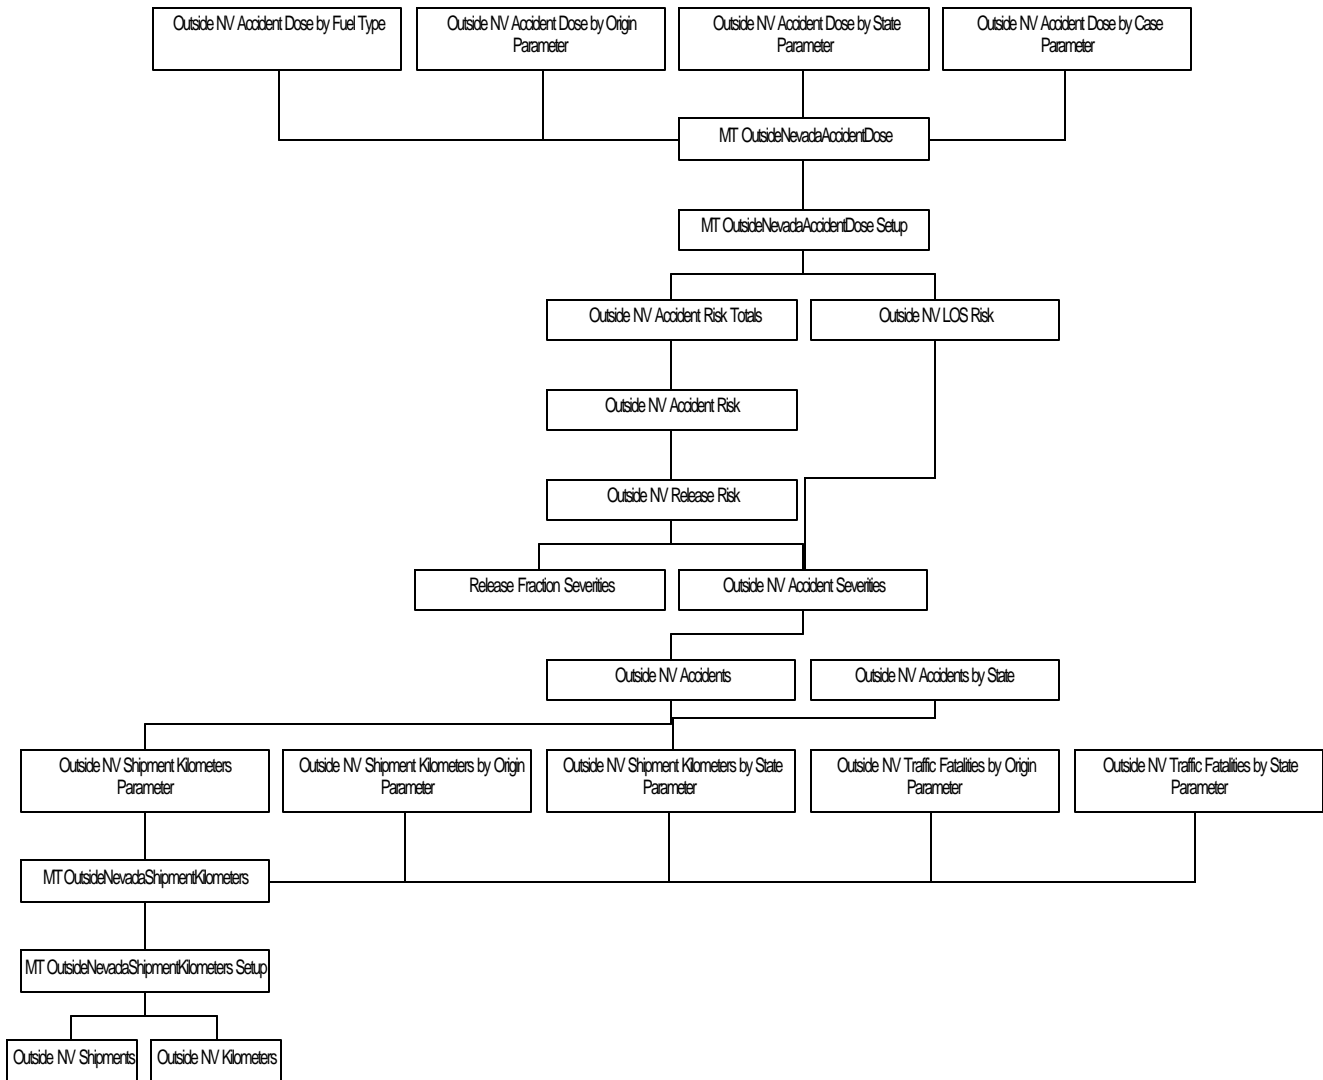 Outside NV Accident Dose by Fuel Type
Outside NV Accident Dose by Origin
Parameter
Outside NV Accident Dose by State
Parameter
Outside NV Accident Dose by Case
Parameter
MT OutsideNevadaAccidentDose
MT OutsideNevadaAccidentDose Setup
Outside NV Accident Risk Totals
Outside NV LOS Risk
Outside NV Accident Risk
Outside NV Release Risk
Release Fraction Severities
Outside NV Accident Severities
Outside NV Accidents
Outside NV Accidents by State
Outside NV Shipment Kilometers
Parameter
Outside NV Shipment Kilometers by Origin
Parameter
Outside NV Shipment Kilometers by State
Parameter
Outside NV Traffic Fatalities by Origin
Parameter
Outside NV Traffic Fatalities by State
Parameter
MT OutsideNevadaShipmentKilometers
MT OutsideNevadaShipmentKilometers Setup
Outside NV Shipments
Outside NV Kilometers